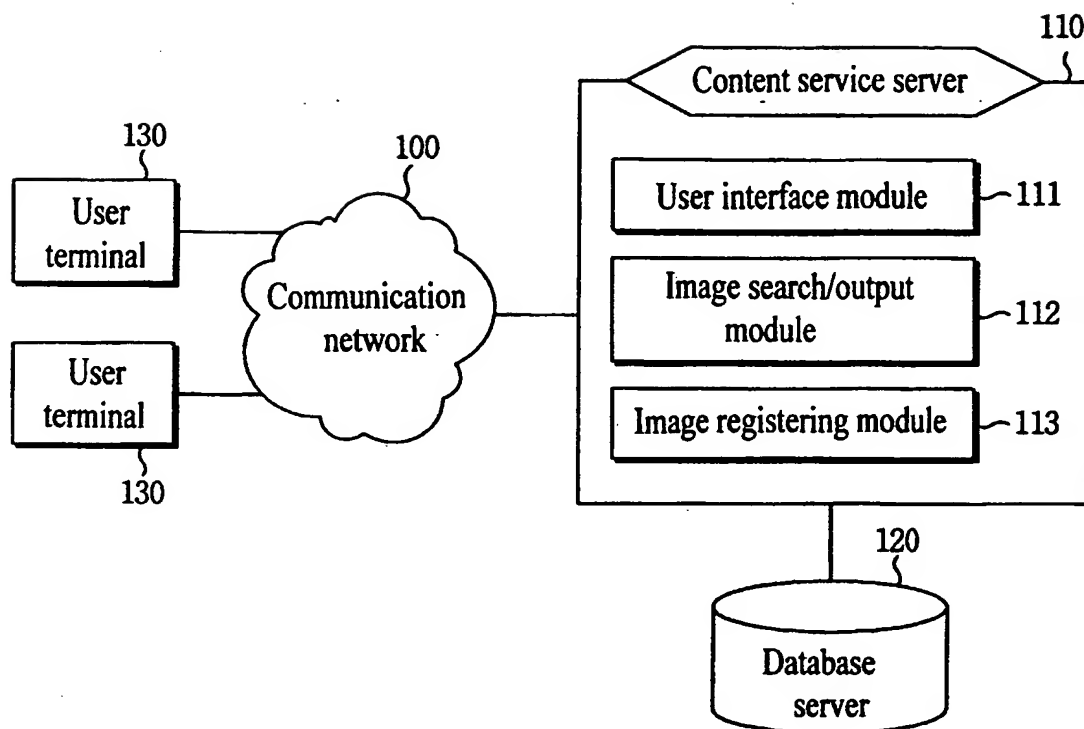 110
Content service server
130
100
User
terminal
User interface module
111
Communication
network
Image search/output
module
112
User
terminal
Image registering module
113
130
120
Database
server